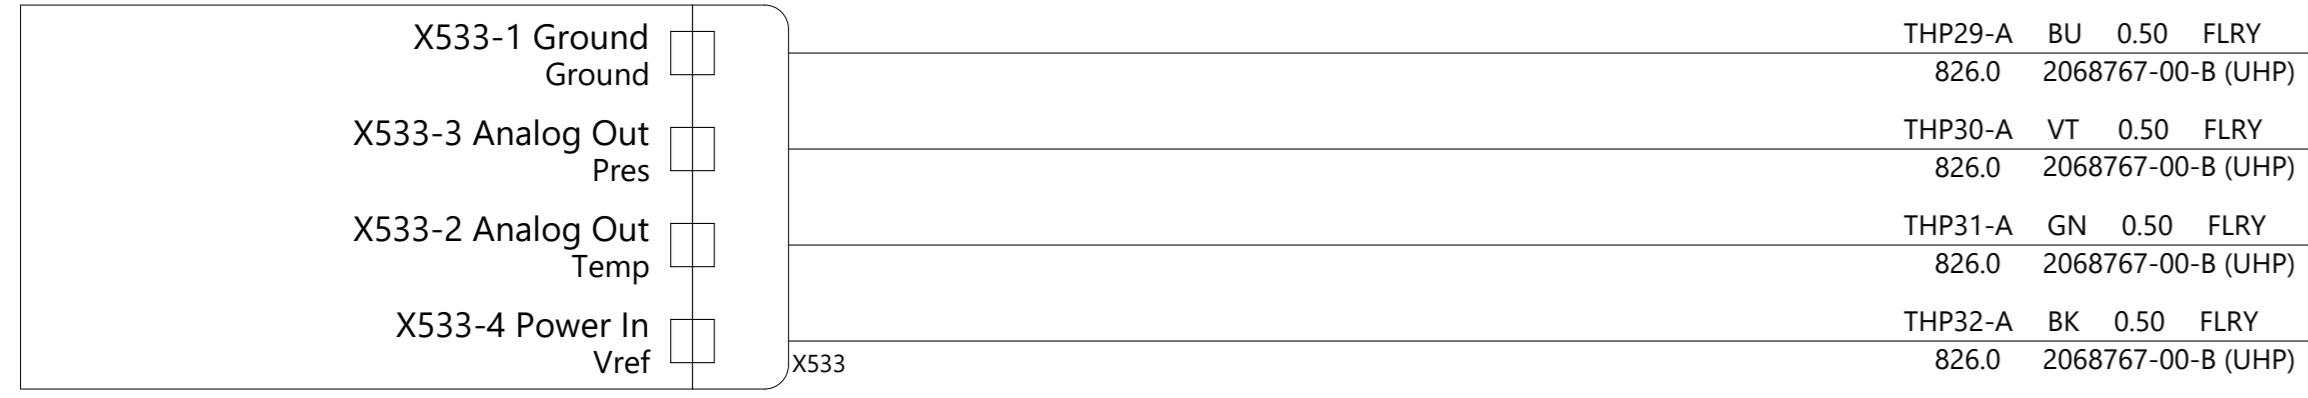 X533-1 Ground
Ground
THP29-A BU 0.50 FLRY
826.0 2068767-00-B (UHP)
X533-3 Analog Out
Pres
THP30-A VT 0.50 FLRY
826.0 2068767-00-B (UHP)
X533-2 Analog Out
Temp
THP31-A GN 0.50 FLRY
826.0 2068767-00-B (UHP)
X533-4 Power In
Vref
X533
THP32-A BK 0.50 FLRY
826.0 2068767-00-B (UHP)